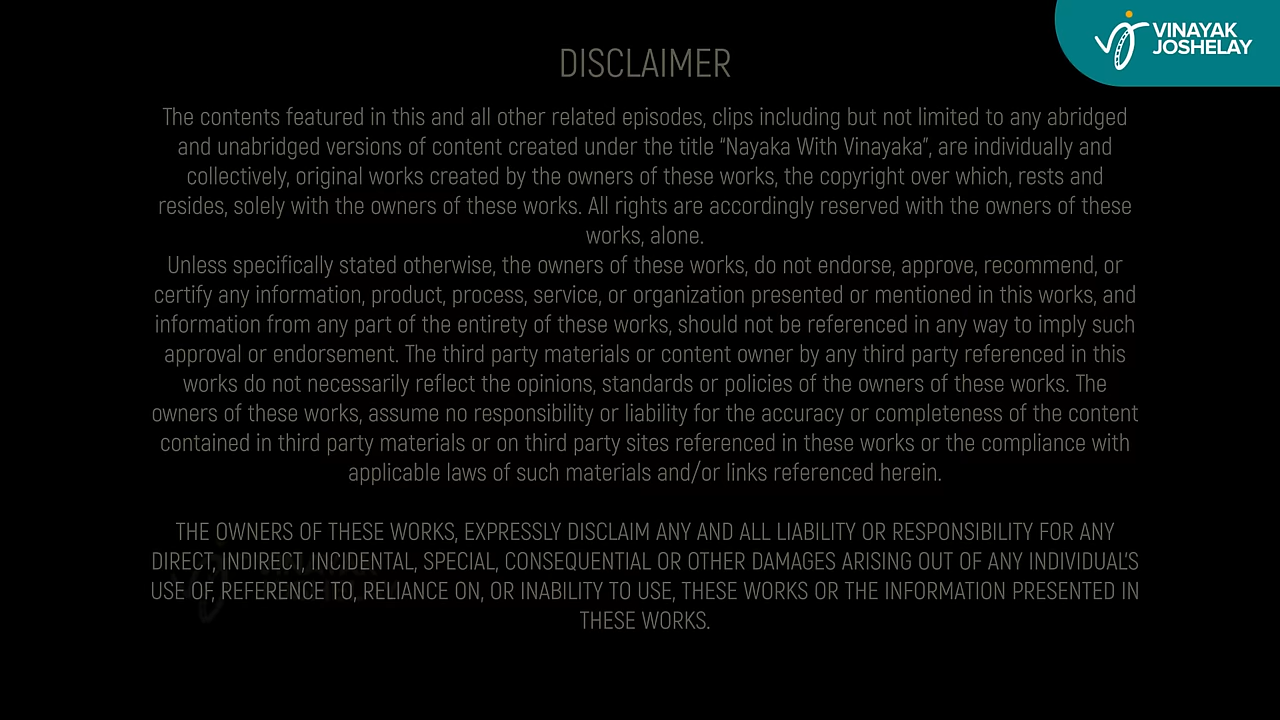 VINAYAK
JOSHELAY
DISCLAIMER
The contents featured in this and all other related episodes, clips including but not limited to any abridged
and unabridged versions of content created under the title “Nayaka With Vinayaka”, are individually and
collectively, original works created by the owners of these works, the copyright over which, rests and
resides, solely with the owners of these works. All rights are accordingly reserved with the owners of these
works, alone.
Unless specifically stated otherwise, the owners of these works, do not endorse, approve, recommend, or
certify any information, product, process, service, or organization presented or mentioned in this works, and
information from any part of the entirety of these works, should not be referenced in any way to imply such
approval or endorsement. The third party materials or content owner by any third party referenced in this
works do not necessarily reflect the opinions, standards or policies of the owners of these works. The
owners of these works, assume no responsibility or liability for the accuracy or completeness of the content
contained in third party materials or on third party sites referenced in these works or the compliance with
applicable laws of such materials and/or links referenced herein.
THE OWNERS OF THESE WORKS, EXPRESSLY DISCLAIM ANY AND ALL LIABILITY OR RESPONSIBILITY FOR ANY
DIRECT, INDIRECT, INCIDENTAL, SPECIAL, CONSEQUENTIAL OR OTHER DAMAGES ARISING OUT OF ANY INDIVIDUAL’S
USE OF, REFERENCE TO, RELIANCE ON, OR INABILITY TO USE, THESE WORKS OR THE INFORMATION PRESENTED IN
THESE WORKS.